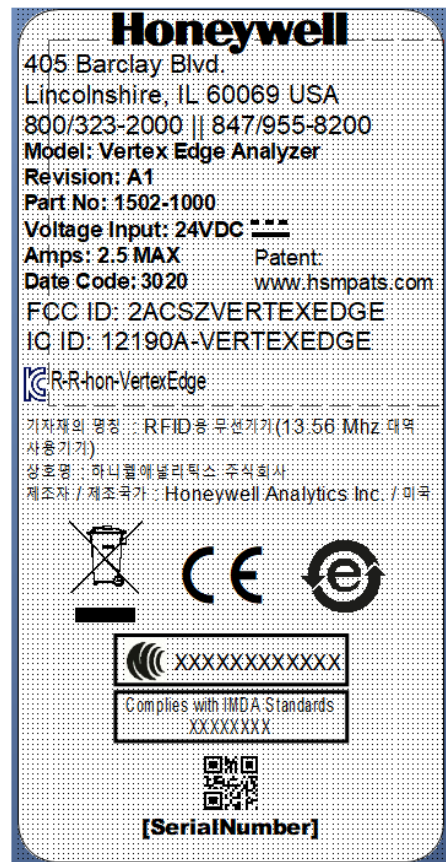 Honeywell
405 Barclay Blvd.
Lincolnshire, IL 60069 USA
800/323-2000 || 847/955-8200
Model: Vertex Edge Analyzer
Revision: A1
Part No: 1502-1000
Voltage Input: 24VDC
Amps: 2.5 MAX
Patent:
Date Code: 3020
www.hsmpats.com
FCC ID: 2ACSZVERTEXEDGE
IC ID: 12190A-VERTEXEDGE
R-R-hon-VertexEdge
기자재의 명칭 : RFID용 무선기기(13.56 Mhz 대역
사용기기)
상호명 : 하니웰애널리틱스 주식회사
제조자 / 제조국가 : Honeywell Analytics Inc. / 미국
CE
e
XXXXXXXXXXXX
Complies with IMDA Standards
XXXXXXXX
[SerialNumber]